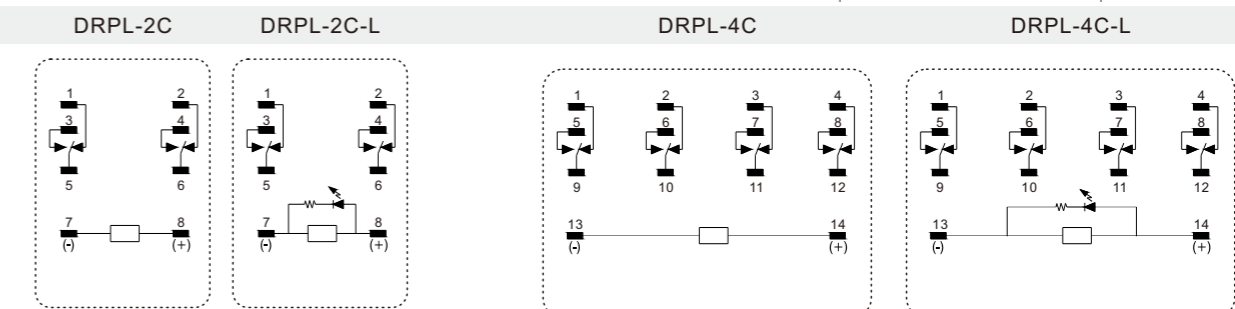 DRPL-2C DRPL-2C-L DRPL-4C DRPL-4C-L
1 2 1 2 1 2 3 4 1 2 3 4
3 4 3 4 5 6 7 8 5 6 7 8
5 6 5 6 9 10 11 12 9 10 11 12
7 8 7 8 13 14 13 14
(-) (+) (-) (+) (-) (+) (-) (+)